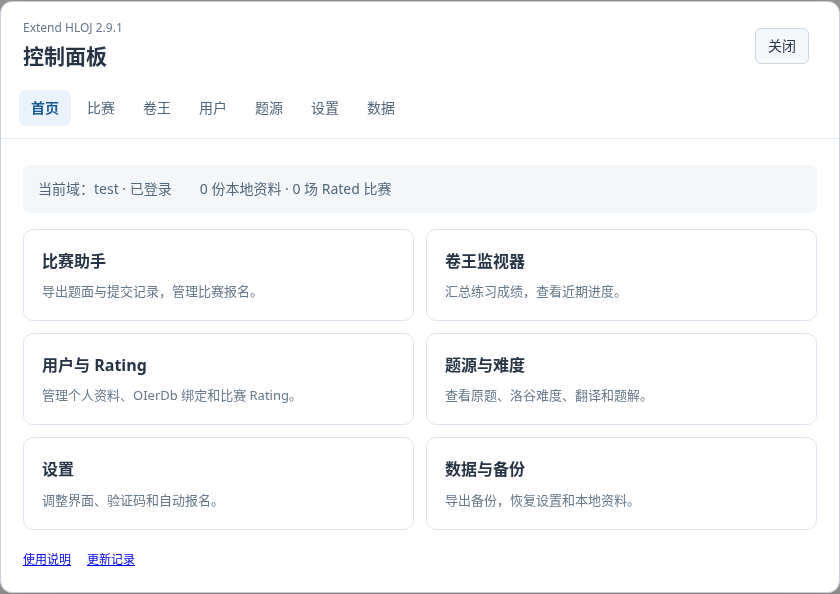 Extend HLOJ 2.9.1
控制面板
关闭
首页 比赛 卷王 用户 题源 设置 数据
当前域：test · 已登录 0 份本地资料 · 0 场 Rated 比赛
比赛助手
导出题面与提交记录，管理比赛报名。
卷王监视器
汇总练习成绩，查看近期进度。
用户与 Rating
管理个人资料、OIerDb 绑定和比赛 Rating。
题源与难度
查看原题、洛谷难度、翻译和题解。
设置
调整界面、验证码和自动报名。
数据与备份
导出备份，恢复设置和本地资料。
使用说明 更新记录